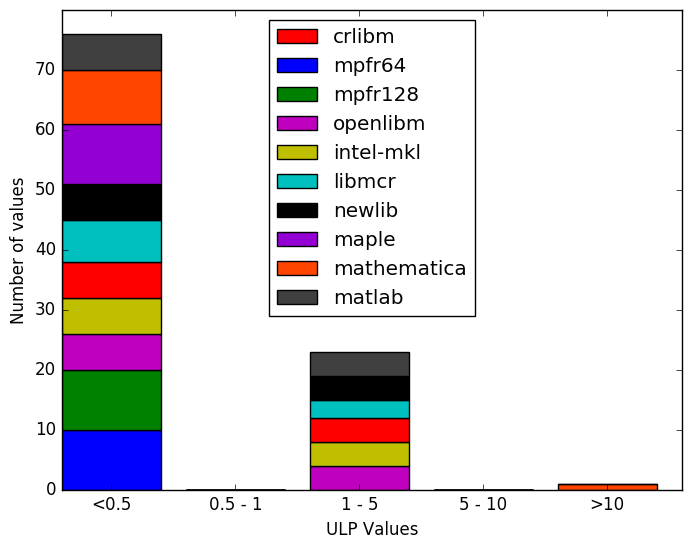 crlibm
mpfr64
mpfr128
openlibm
intel-mkl
libmcr
newlib
maple
mathematica
matlab
Number of values
70
60
50
40
30
20
10
0
<0.5
0.5 - 1
1 - 5
5 - 10
>10
ULP Values